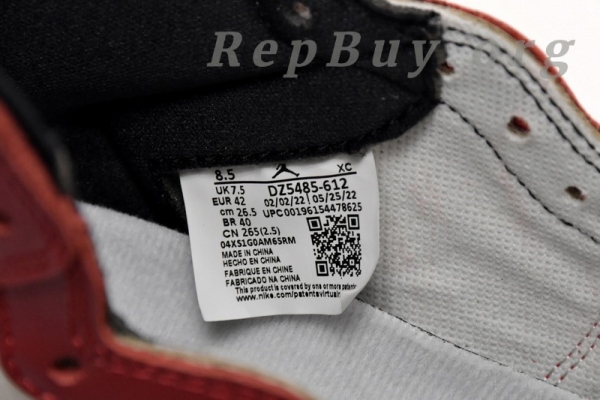 RepBuy rg
8.5 XC
UK 7.5 DZ5485-612
EUR 42 02/02/22 05/25/22
cm 26.5 UPC00196154478625
BR 40
CN 265(2.5)
04XS1G0AM65RM
MADE IN CHINA
HECHO EN CHINA
FABRIQUE EN CHINE
FABRICADO NA CHINA
This product is covered by one or more patents
www.nike.com/patentsvirtual